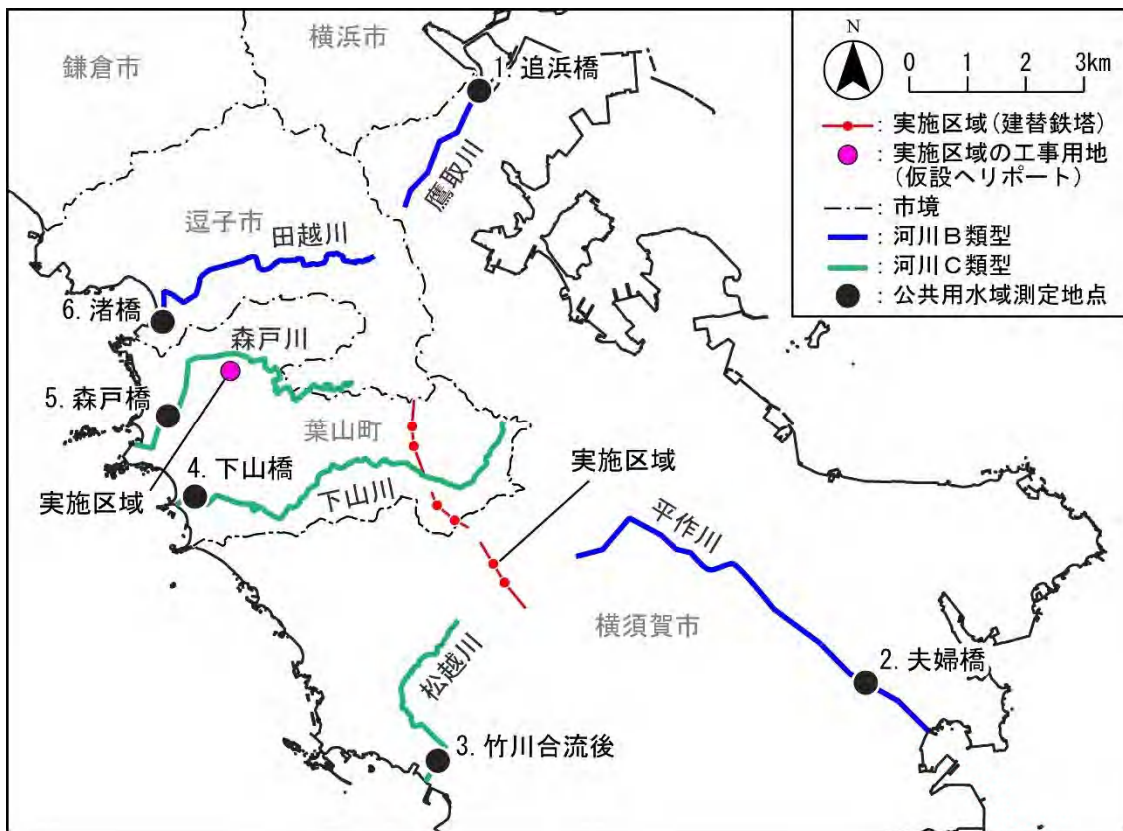 横浜市
鎌倉市
1. 追浜橋
鷹取川
逗子市
田越川
6. 渚橋
森戸川
5. 森戸橋
葉山町
4. 下山橋
実施区域
下山川
実施区域
平作川
横須賀市
松越川
2. 夫婦橋
3. 竹川合流後
N
0 1 2 3km
: 実施区域(建替鉄塔)
: 実施区域の工事用地
(仮設ヘリポート)
: 市境
: 河川B類型
: 河川C類型
: 公共用水域測定地点